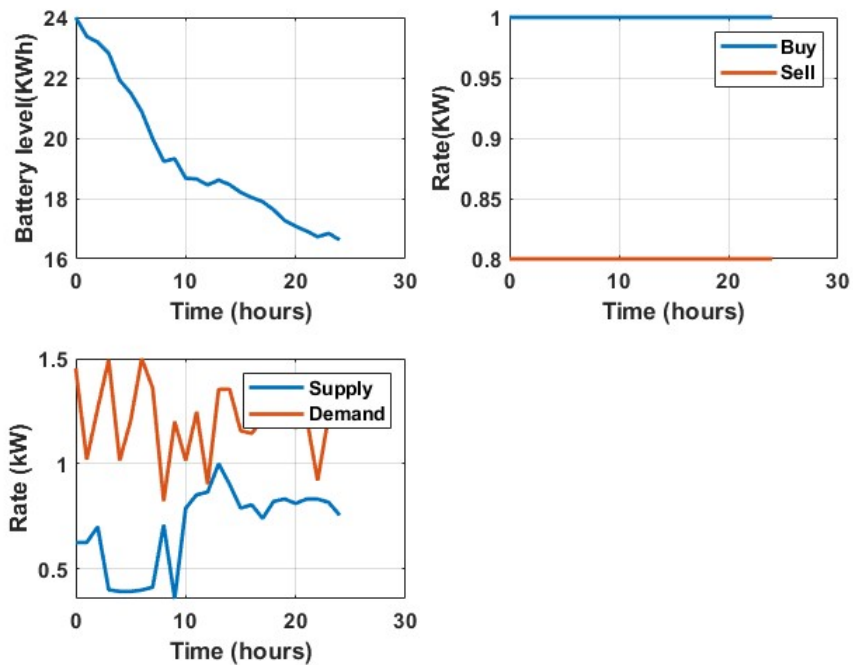 24
22
20
18
16
Battery level(KWh)
0 10 20 30
Time (hours)
1
0.95
0.9
0.85
0.8
Rate(KW)
Buy
Sell
0 10 20 30
Time (hours)
1.5
1
0.5
Rate (kW)
Supply
Demand
0 10 20 30
Time (hours)